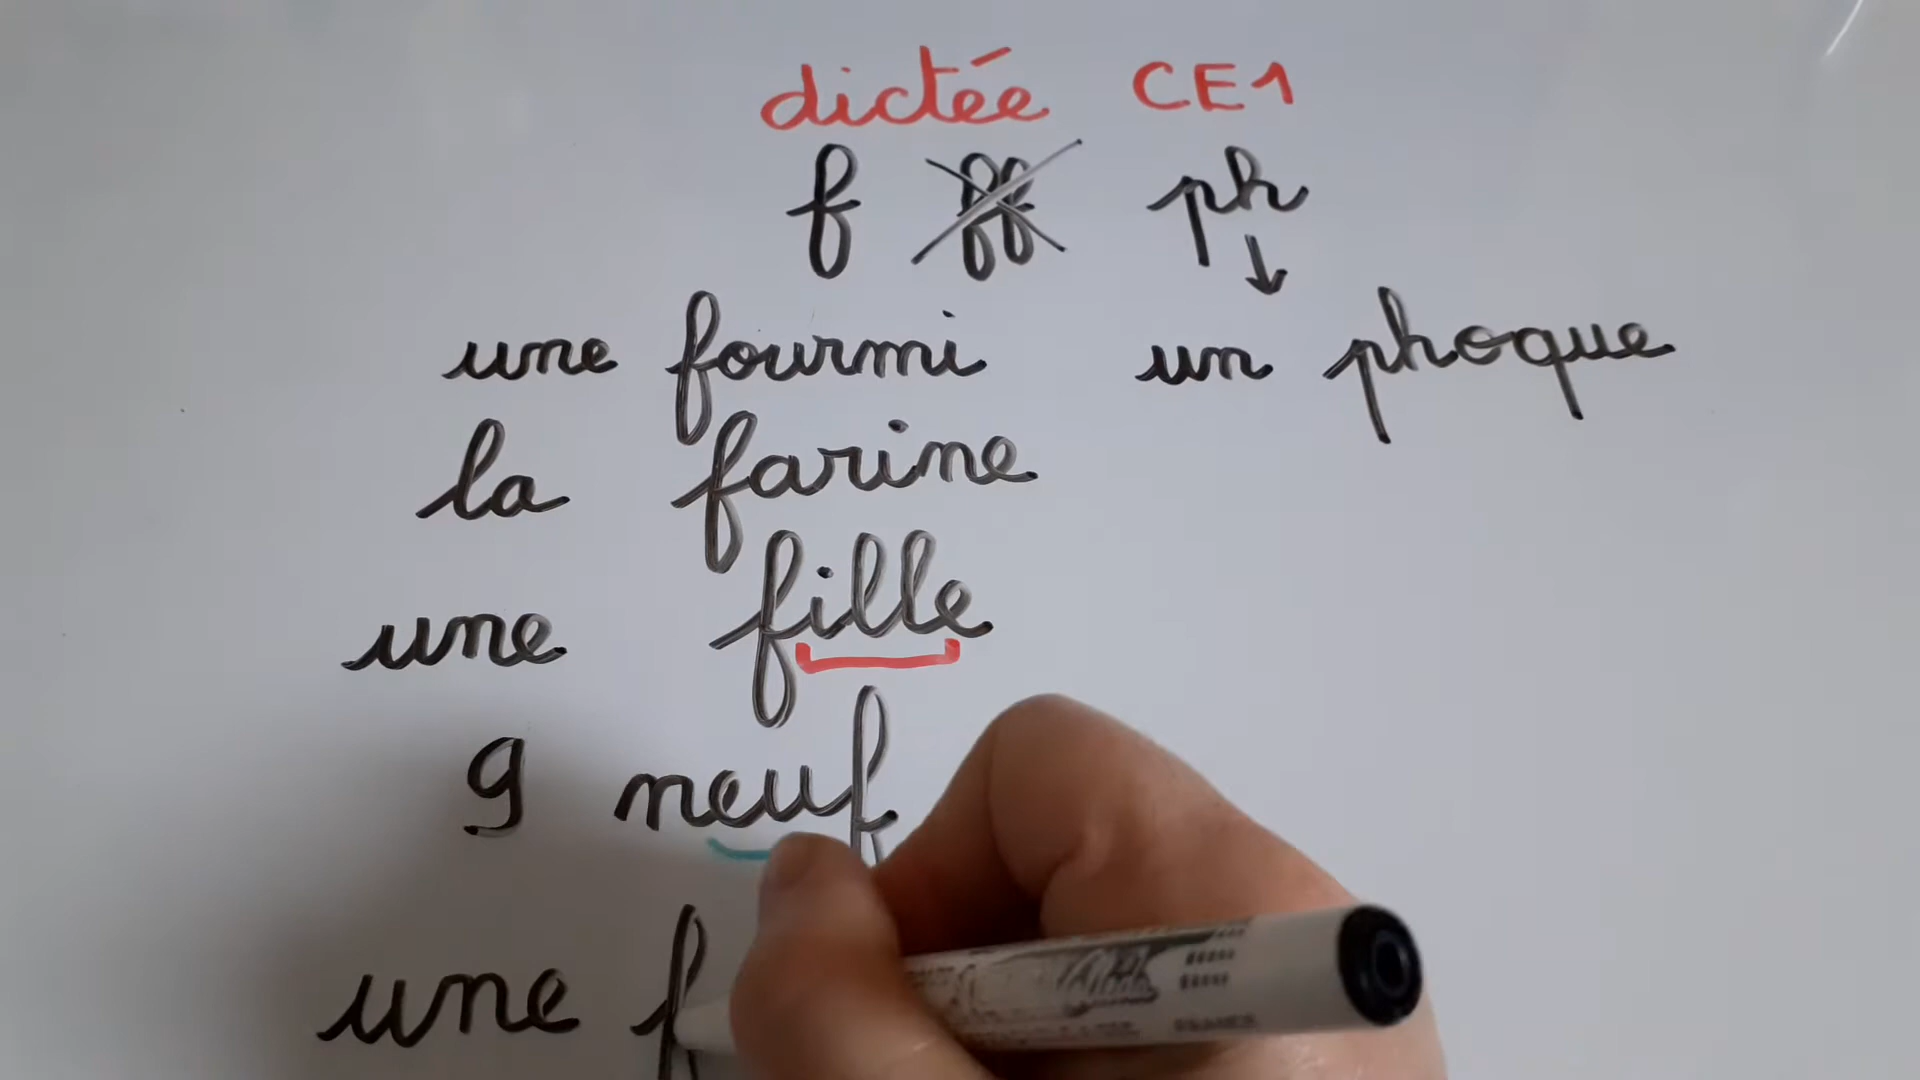 dictée CE1
f ff ph
une fourmi un phoque
la farine
une fille
9 neuf
une f